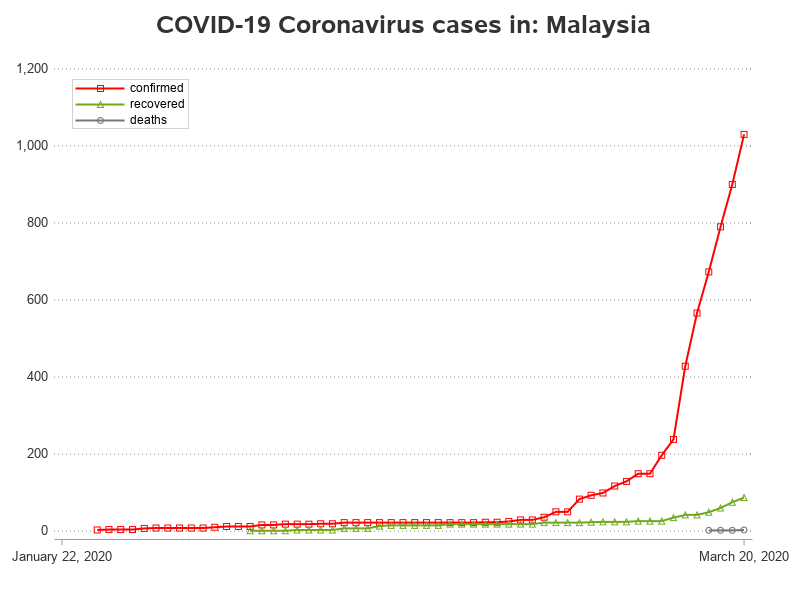 COVID-19 Coronavirus cases in: Malaysia
1,200
confirmed
recovered
deaths
1,000
800
600
400
200
0
January 22, 2020
March 20, 2020